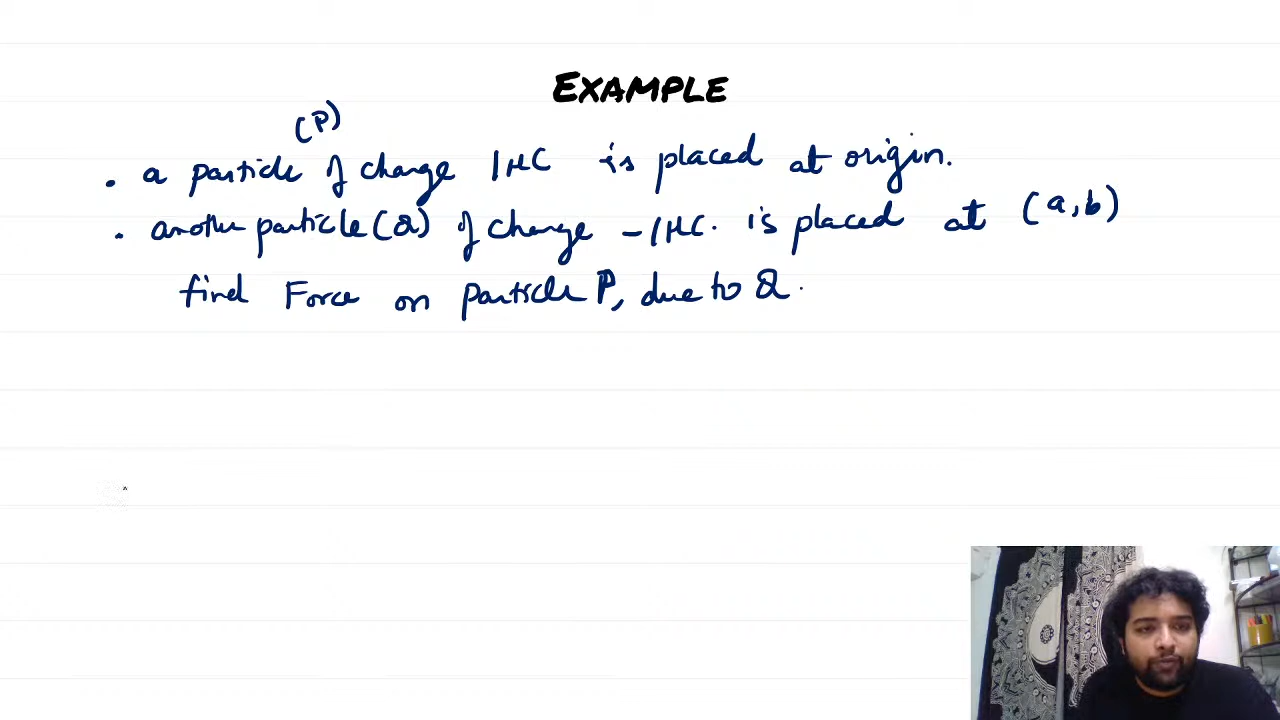 EXAMPLE
(P)
. a particle of charge 1μC is placed at origin.
. another particle (Q) of charge -1μC. is placed at (a,b)
find Force on particle P, due to Q.